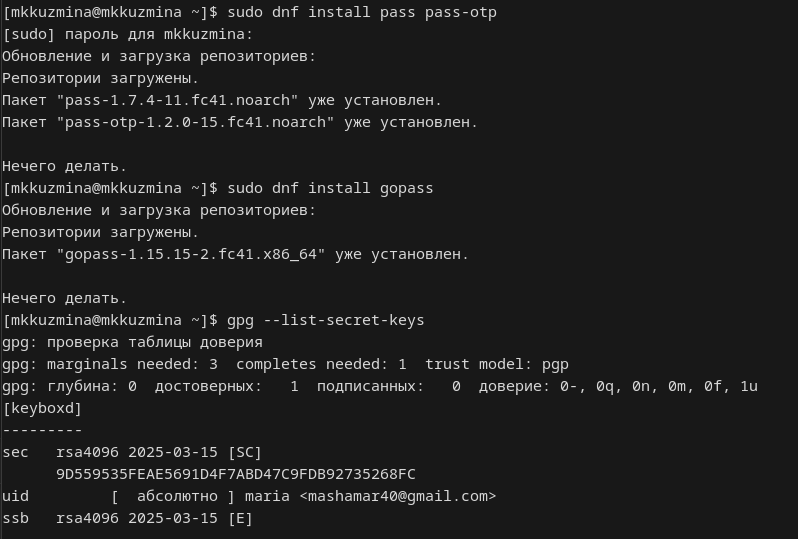 [mkkuzmina@mkkuzmina ~]$ sudo dnf install pass pass-otp
[sudo] пароль для mkkuzmina:
Обновление и загрузка репозиториев:
Репозитории загружены.
Пакет "pass-1.7.4-11.fc41.noarch" уже установлен.
Пакет "pass-otp-1.2.0-15.fc41.noarch" уже установлен.
Нечего делать.
[mkkuzmina@mkkuzmina ~]$ sudo dnf install gopass
Обновление и загрузка репозиториев:
Репозитории загружены.
Пакет "gopass-1.15.15-2.fc41.x86_64" уже установлен.
Нечего делать.
[mkkuzmina@mkkuzmina ~]$ gpg --list-secret-keys
gpg: проверка таблицы доверия
gpg: marginals needed: 3  completes needed: 1  trust model: pgp
gpg: глубина: 0  достоверных:   1  подписанных:   0  доверие: 0-, 0q, 0n, 0m, 0f, 1u
[keyboxd]
---------
sec   rsa4096 2025-03-15 [SC]
      9D559535FEAE5691D4F7ABD47C9FDB92735268FC
uid         [  абсолютно ] maria <mashamar40@gmail.com>
ssb   rsa4096 2025-03-15 [E]